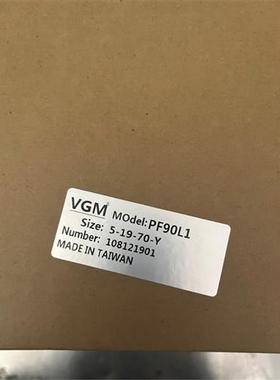 VGM MOdel:PF90L1
Size: 5-19-70-Y
Number: 108121901
MADE IN TAIWAN